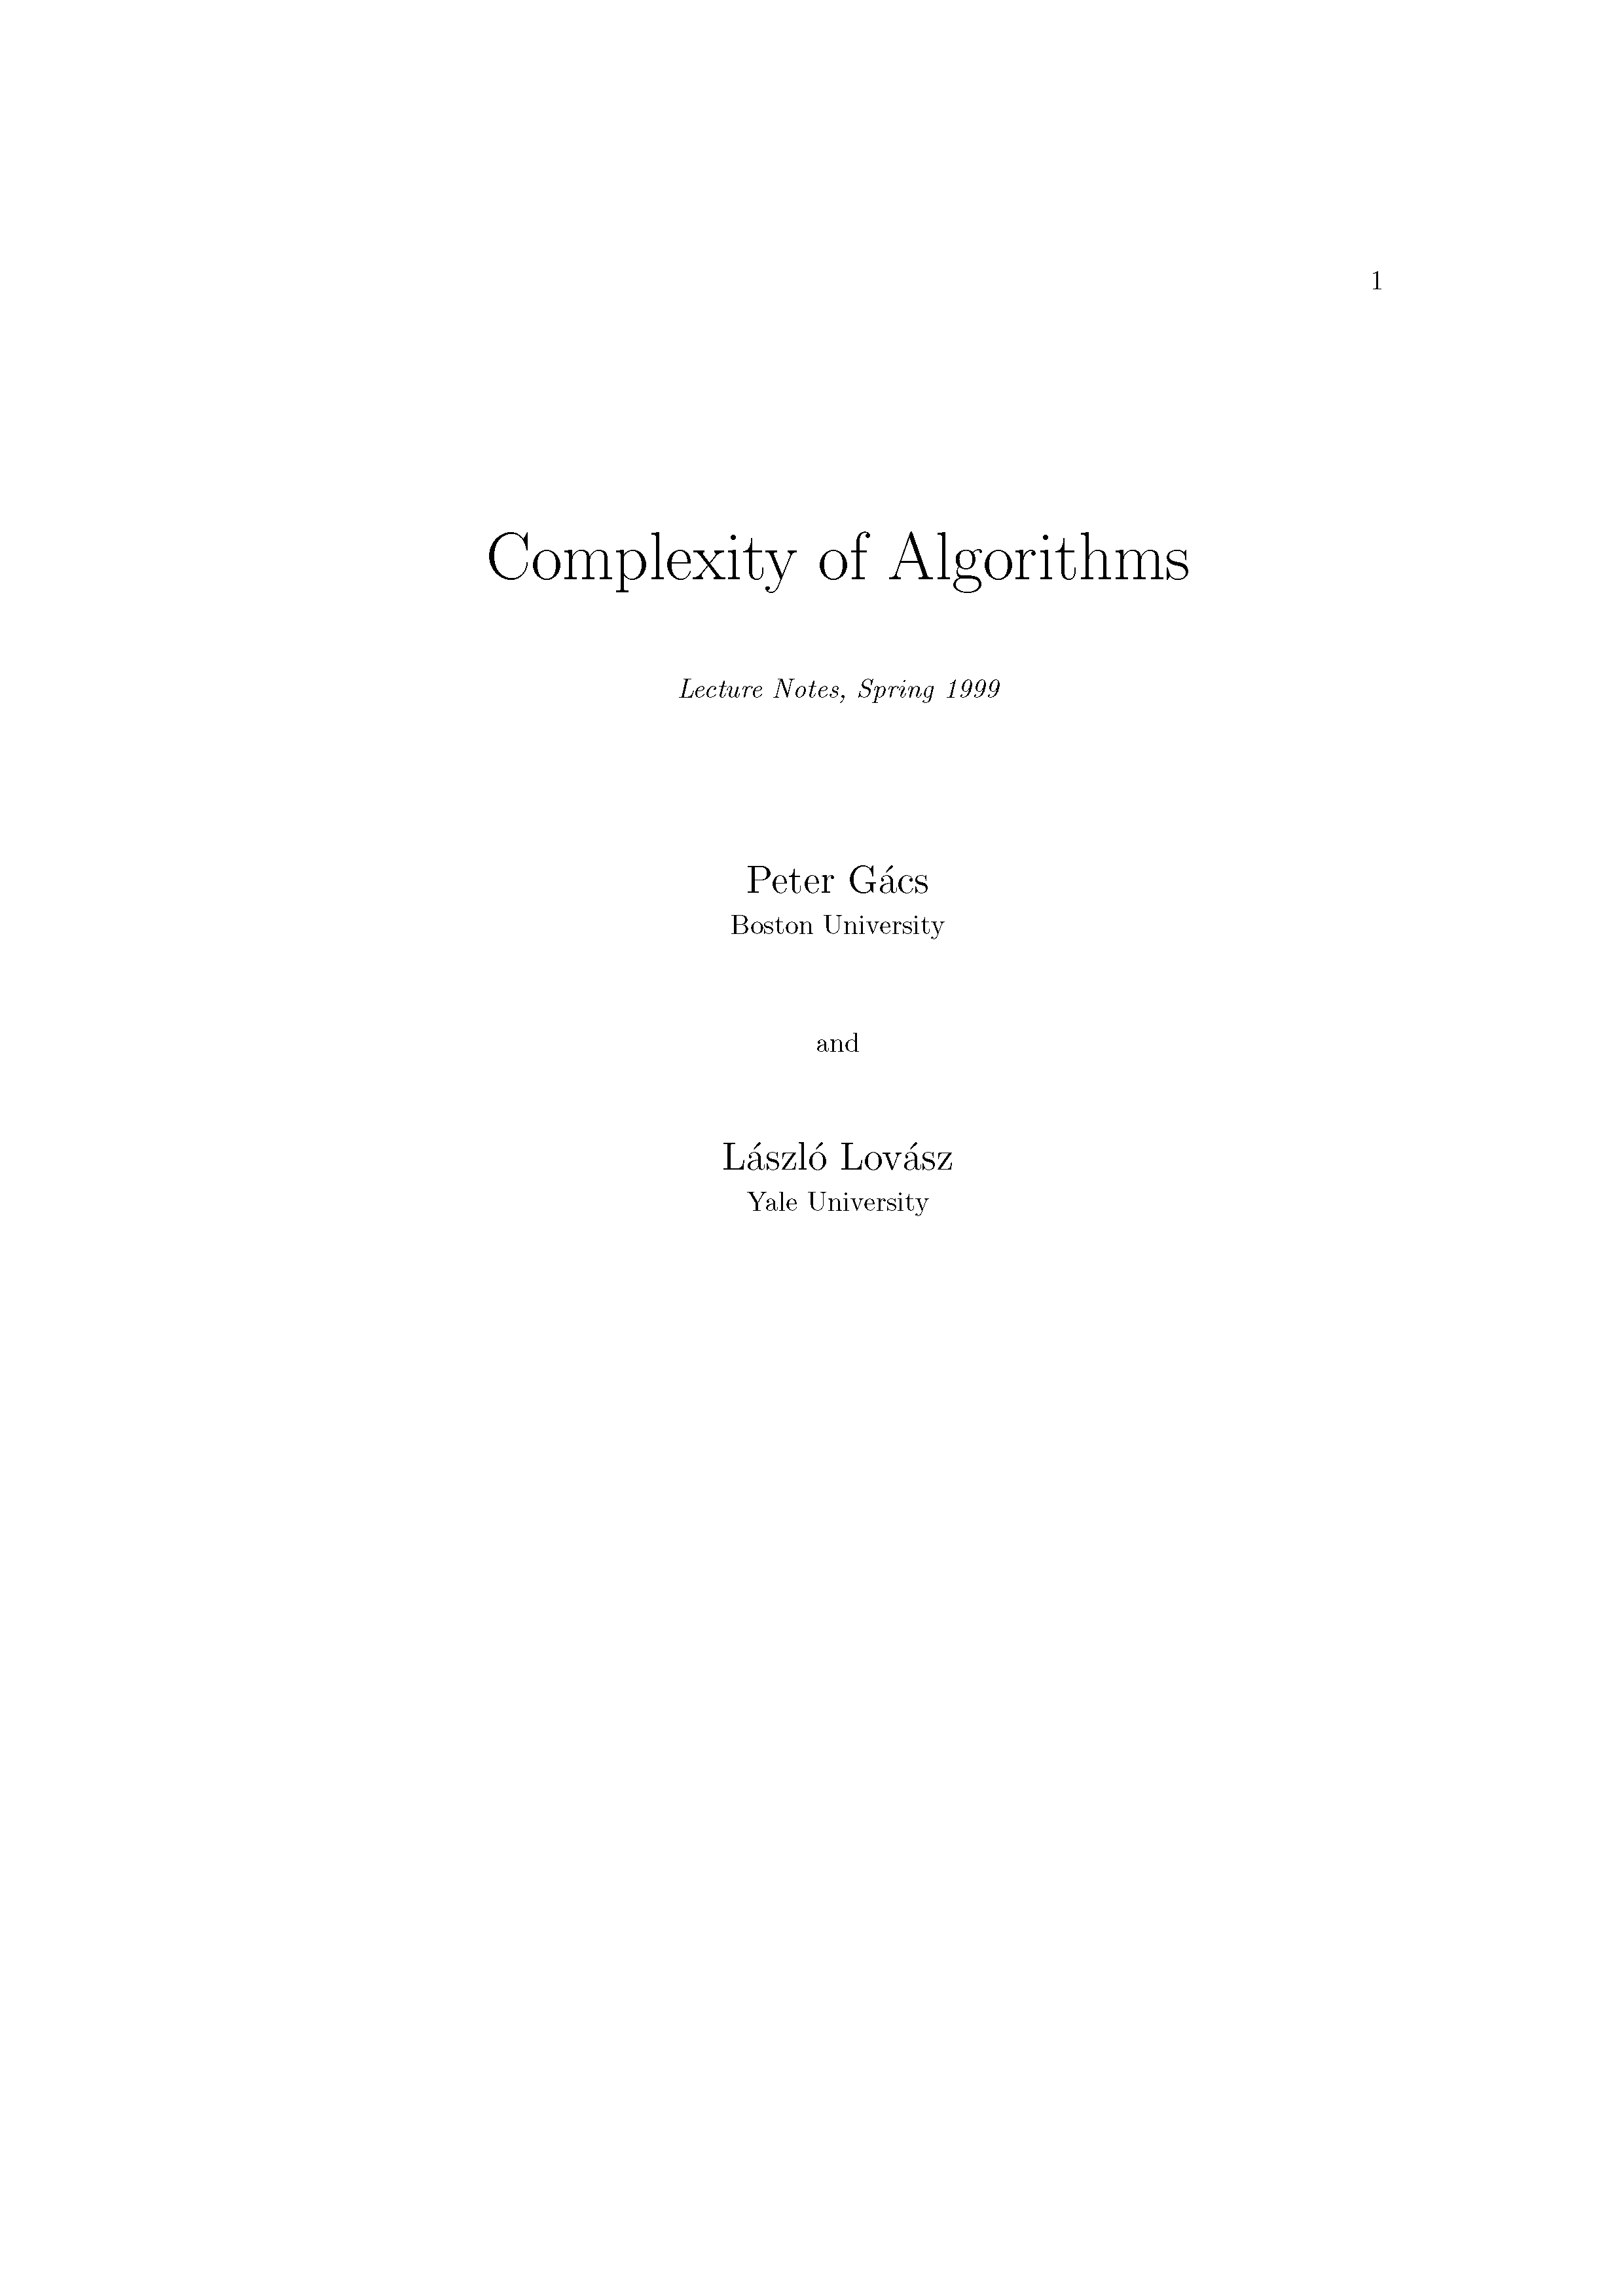 1
Complexity of Algorithms
Lecture Notes, Spring 1999
Peter Gács
Boston University
and
László Lovász
Yale University